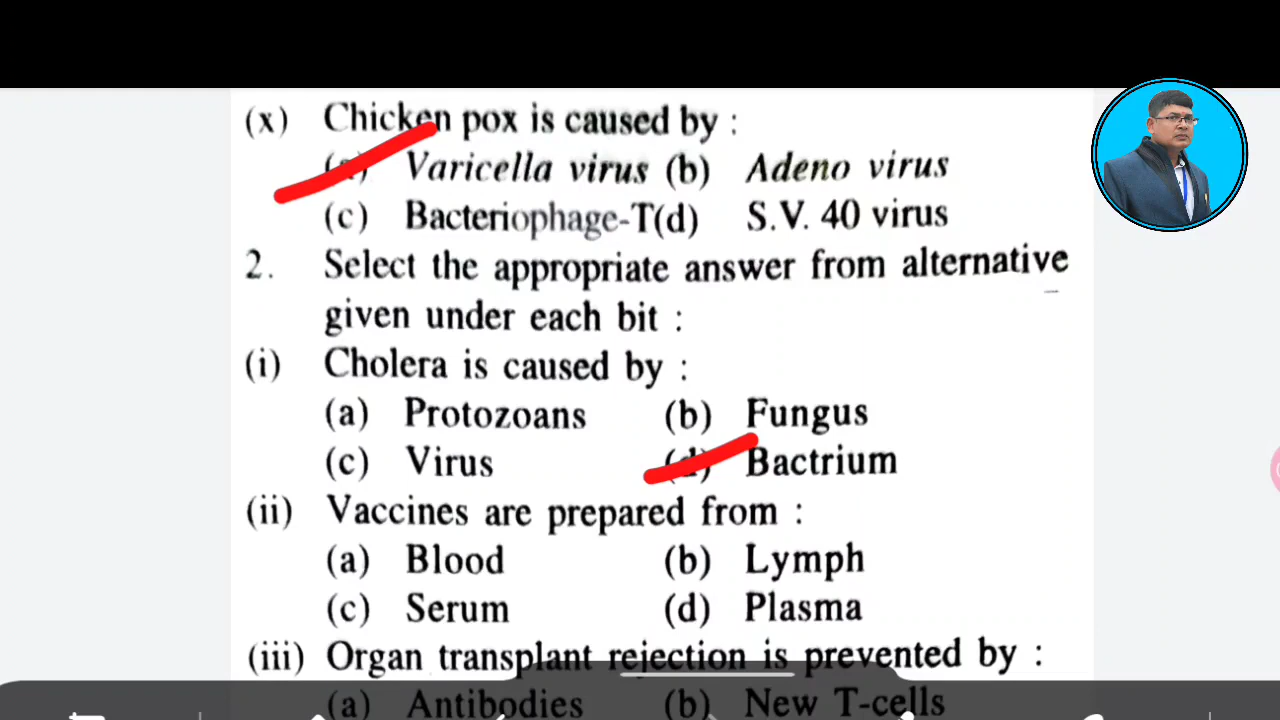 (x) Chicken pox is caused by :
(a) Varicella virus (b) Adeno virus
(c) Bacteriophage-T(d) S.V. 40 virus
2. Select the appropriate answer from alternative
given under each bit :
(i) Cholera is caused by :
(a) Protozoans (b) Fungus
(c) Virus (d) Bactrium
(ii) Vaccines are prepared from :
(a) Blood (b) Lymph
(c) Serum (d) Plasma
(iii) Organ transplant rejection is prevented by :
(a) Antibodies (b) New T-cells